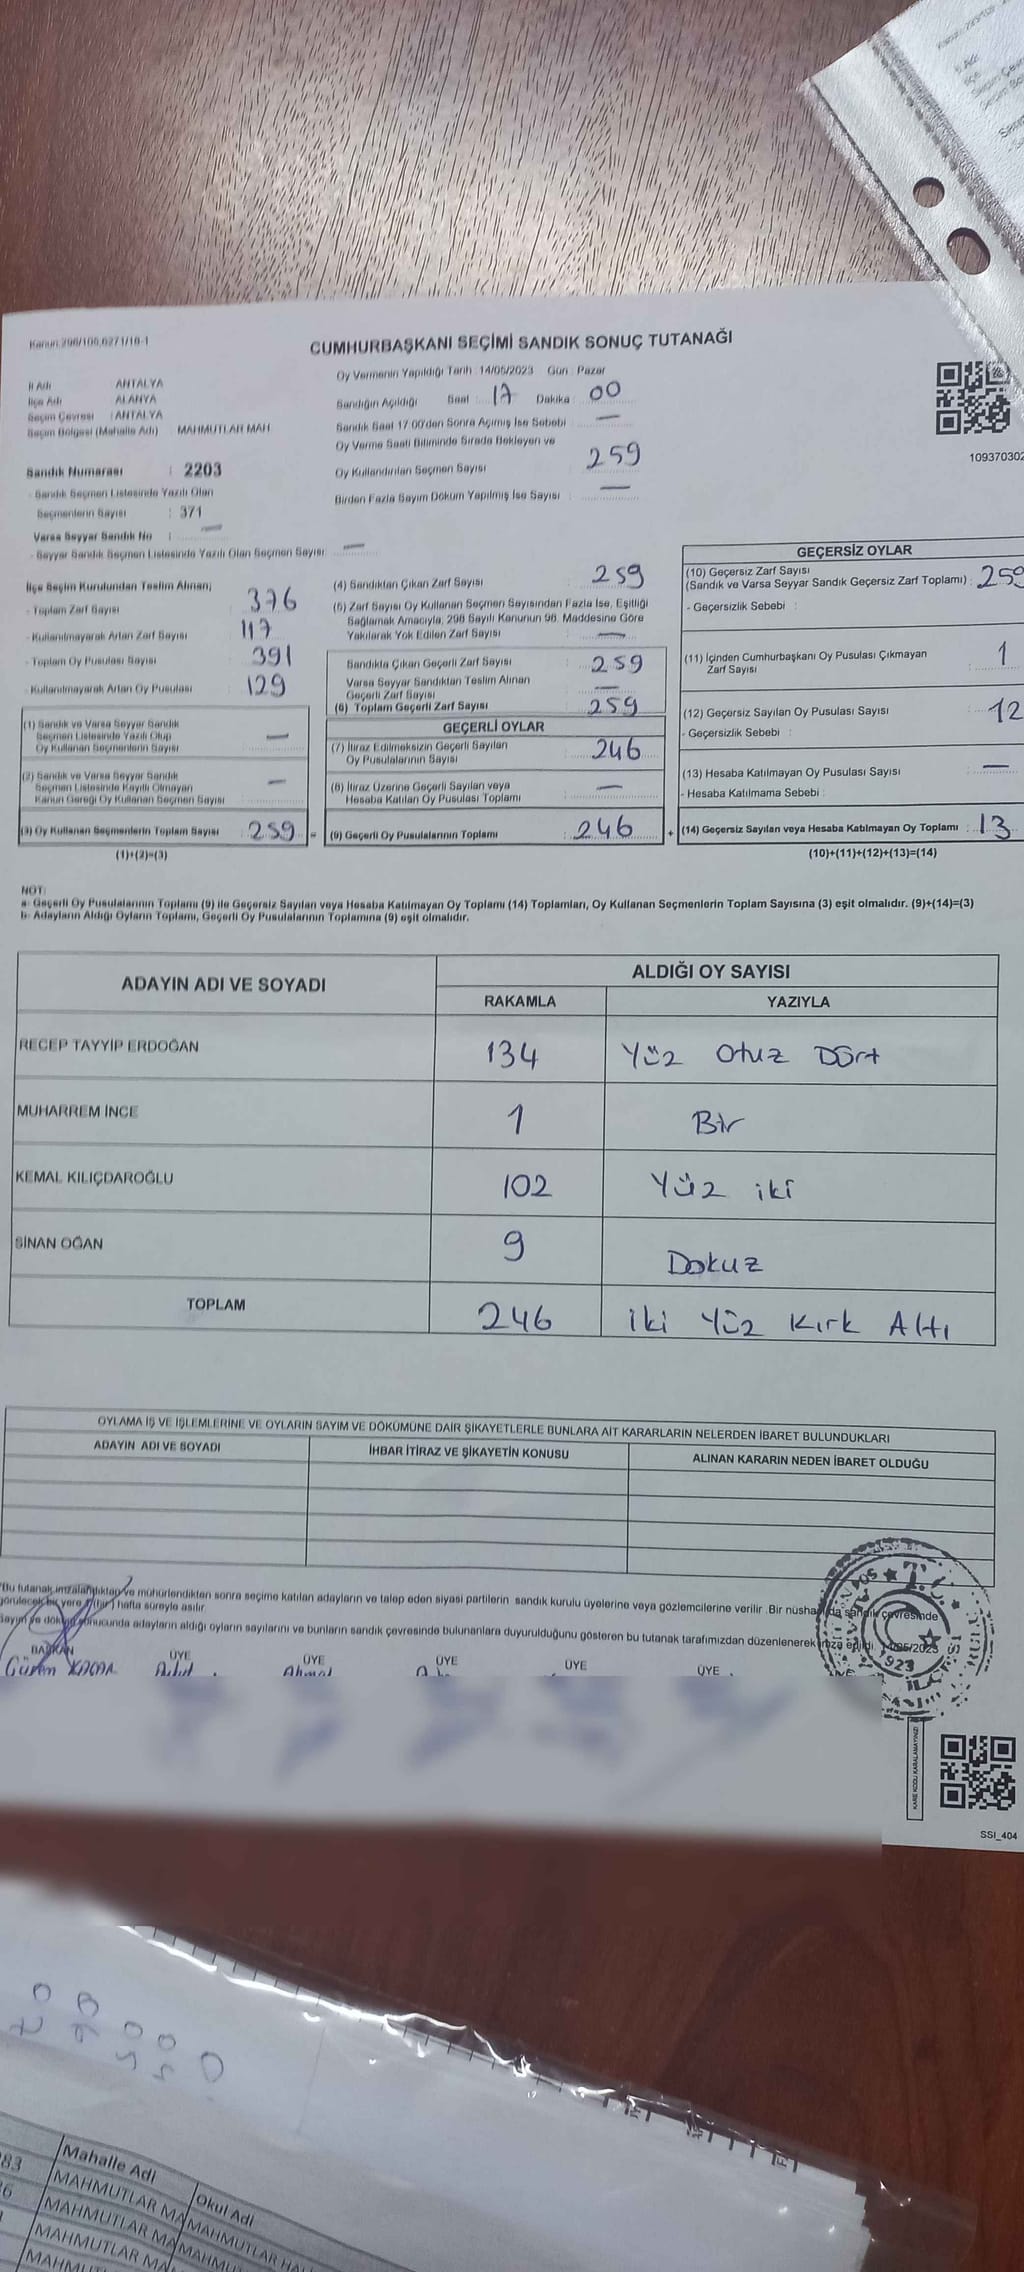 Kanun:298/105,6271/18-1
CUMHURBAŞKANI SEÇİMİ SANDIK SONUÇ TUTANAĞI
Oy Vermenin Yapıldığı Tarih : 14/05/2023 Gün : Pazar
İl Adı ANTALYA
İlçe Adı ALANYA
Seçim Çevresi : ANTALYA
Seçim Bölgesi (Mahalle Adı) MAHMUTLAR MAH
Sandığın Açıldığı Saat : 17 Dakika : 00
Sandık Saat 17:00'den Sonra Açılmış İse Sebebi —
Oy Verme Saati Bitiminde Sırada Bekleyen ve
Oy Kullandırılan Seçmen Sayısı 259
Birden Fazla Sayım Döküm Yapılmış İse Sayısı —
109370302
Sandık Numarası : 2203
- Sandık Seçmen Listesinde Yazılı Olan
Seçmenlerin Sayısı : 371
Varsa Seyyar Sandık No : —
- Seyyar Sandık Seçmen Listesinde Yazılı Olan Seçmen Sayısı —
İlçe Seçim Kurulundan Teslim Alınan;
- Toplam Zarf Sayısı 376
- Kullanılmayarak Artan Zarf Sayısı 117
- Toplam Oy Pusulası Sayısı 391
- Kullanılmayarak Artan Oy Pusulası 129
(1) Sandık ve Varsa Seyyar Sandık
Seçmen Listesinde Yazılı Olup
Oy Kullanan Seçmenlerin Sayısı —
(2) Sandık ve Varsa Seyyar Sandık
Seçmen Listesinde Kayıtlı Olmayan
Kanun Gereği Oy Kullanan Seçmen Sayısı —
(3) Oy Kullanan Seçmenlerin Toplam Sayısı 259 =
(1)+(2)=(3)
(4) Sandıktan Çıkan Zarf Sayısı 259
(5) Zarf Sayısı Oy Kullanan Seçmen Sayısından Fazla İse, Eşitliği
Sağlamak Amacıyla, 298 Sayılı Kanunun 98. Maddesine Göre
Yakılarak Yok Edilen Zarf Sayısı —
Sandıkta Çıkan Geçerli Zarf Sayısı 259
Varsa Seyyar Sandıktan Teslim Alınan
Geçerli Zarf Sayısı —
(6) Toplam Geçerli Zarf Sayısı 259
GEÇERLİ OYLAR
(7) İtiraz Edilmeksizin Geçerli Sayılan
Oy Pusulalarının Sayısı 246
(8) İtiraz Üzerine Geçerli Sayılan veya
Hesaba Katılan Oy Pusulası Toplamı —
(9) Geçerli Oy Pusulalarının Toplamı 246 +
GEÇERSİZ OYLAR
(10) Geçersiz Zarf Sayısı
(Sandık ve Varsa Seyyar Sandık Geçersiz Zarf Toplamı) : 259
- Geçersizlik Sebebi :
(11) İçinden Cumhurbaşkanı Oy Pusulası Çıkmayan
Zarf Sayısı 1
(12) Geçersiz Sayılan Oy Pusulası Sayısı 12
- Geçersizlik Sebebi :
(13) Hesaba Katılmayan Oy Pusulası Sayısı —
- Hesaba Katılmama Sebebi :
(14) Geçersiz Sayılan veya Hesaba Katılmayan Oy Toplamı : 13
(10)+(11)+(12)+(13)=(14)
NOT:
a- Geçerli Oy Pusulalarının Toplamı (9) ile Geçersiz Sayılan veya Hesaba Katılmayan Oy Toplamı (14) Toplamları, Oy Kullanan Seçmenlerin Toplam Sayısına (3) eşit olmalıdır. (9)+(14)=(3)
b- Adayların Aldığı Oyların Toplamı, Geçerli Oy Pusulalarının Toplamına (9) eşit olmalıdır.
ADAYIN ADI VE SOYADI ALDIĞI OY SAYISI
RAKAMLA YAZIYLA
RECEP TAYYİP ERDOĞAN 134 Yüz Otuz Dört
MUHARREM İNCE 1 Bir
KEMAL KILIÇDAROĞLU 102 Yüz iki
SİNAN OĞAN 9 Dokuz
TOPLAM 246 iki Yüz Kırk Altı
OYLAMA İŞ VE İŞLEMLERİNE VE OYLARIN SAYIM VE DÖKÜMÜNE DAİR ŞİKAYETLERLE BUNLARA AİT KARARLARIN NELERDEN İBARET BULUNDUKLARI
ADAYIN ADI VE SOYADI İHBAR İTİRAZ VE ŞİKAYETİN KONUSU ALINAN KARARIN NEDEN İBARET OLDUĞU
*Bu tutanak imzalandıktan ve mühürlendikten sonra seçime katılan adayların ve talep eden siyasi partilerin sandık kurulu üyelerine veya gözlemcilerine verilir. Bir nüshası da sandık çevresinde
görülecek bir yere 1 (bir) hafta süreyle asılır.
Sayım ve döküm sonucunda adayların aldığı oyların sayılarını ve bunların sandık çevresinde bulunanlara duyurulduğunu gösteren bu tutanak tarafımızdan düzenlenerek imza edildi. 14/05/2023
BAŞKAN ÜYE ÜYE ÜYE ÜYE ÜYE ÜYE
T.C.
1923
KARE KODU KARALAMAYINIZ!
SSI_404
83 Mahalle Adi Okul Adi
MAHMUTLAR MA MAHMUTLAR
MAHMUTLAR MA
MAHMUTLAR MA